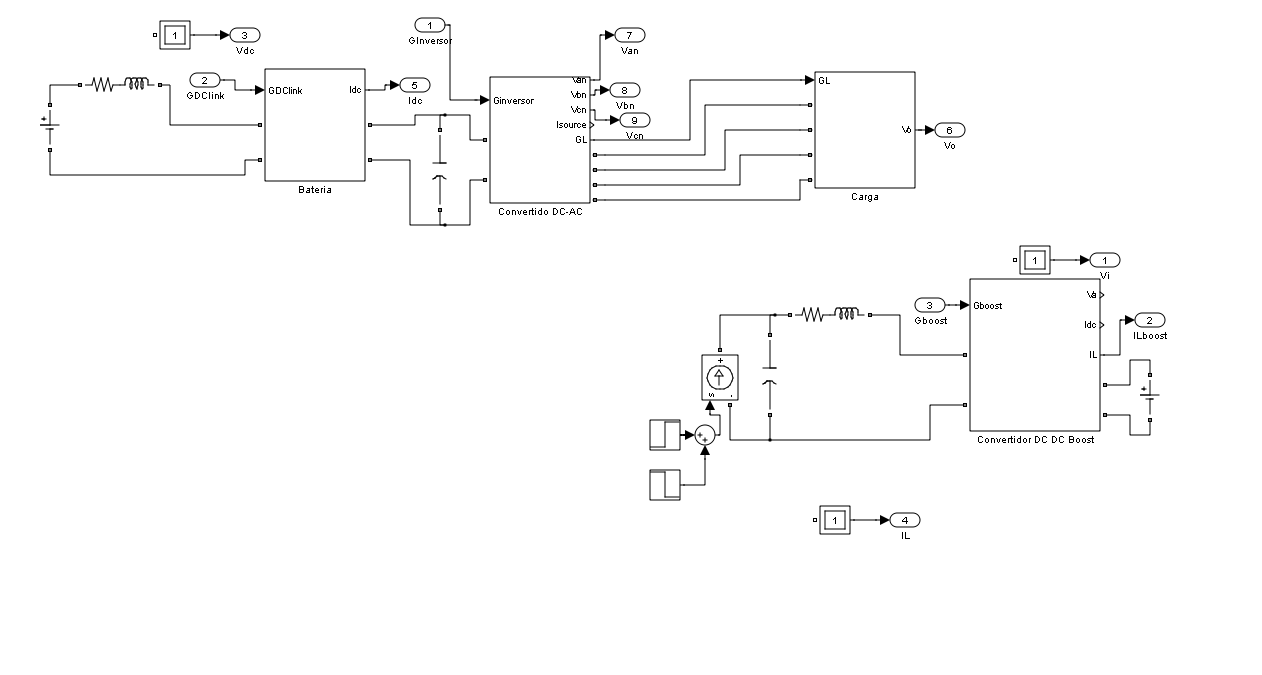 1
3
Vdc
1
GInversor
7
Van
2
GDClink
GDClink
Idc
5
Idc
+
Bateria
Ginversor
Van
Vbn
Vcn
Isource
GL
8
Vbn
9
Vcn
Convertido DC-AC
GL
Vo
6
Vo
Carga
1
1
Vi
3
Gboost
Gboost
Va
Idc
IL
2
ILboost
+
Convertidor DC DC Boost
+
s
-
+
+
1
4
IL